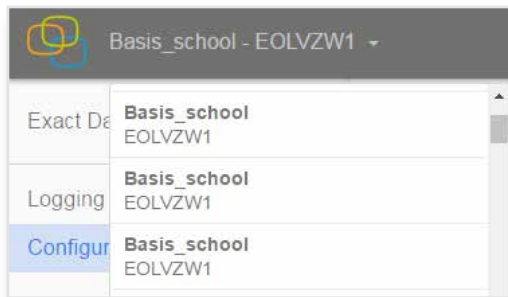 Basis_school - EOLVZW1
Exact Da
Basis_school
EOLVZW1
Logging
Basis_school
EOLVZW1
Configur
Basis_school
EOLVZW1